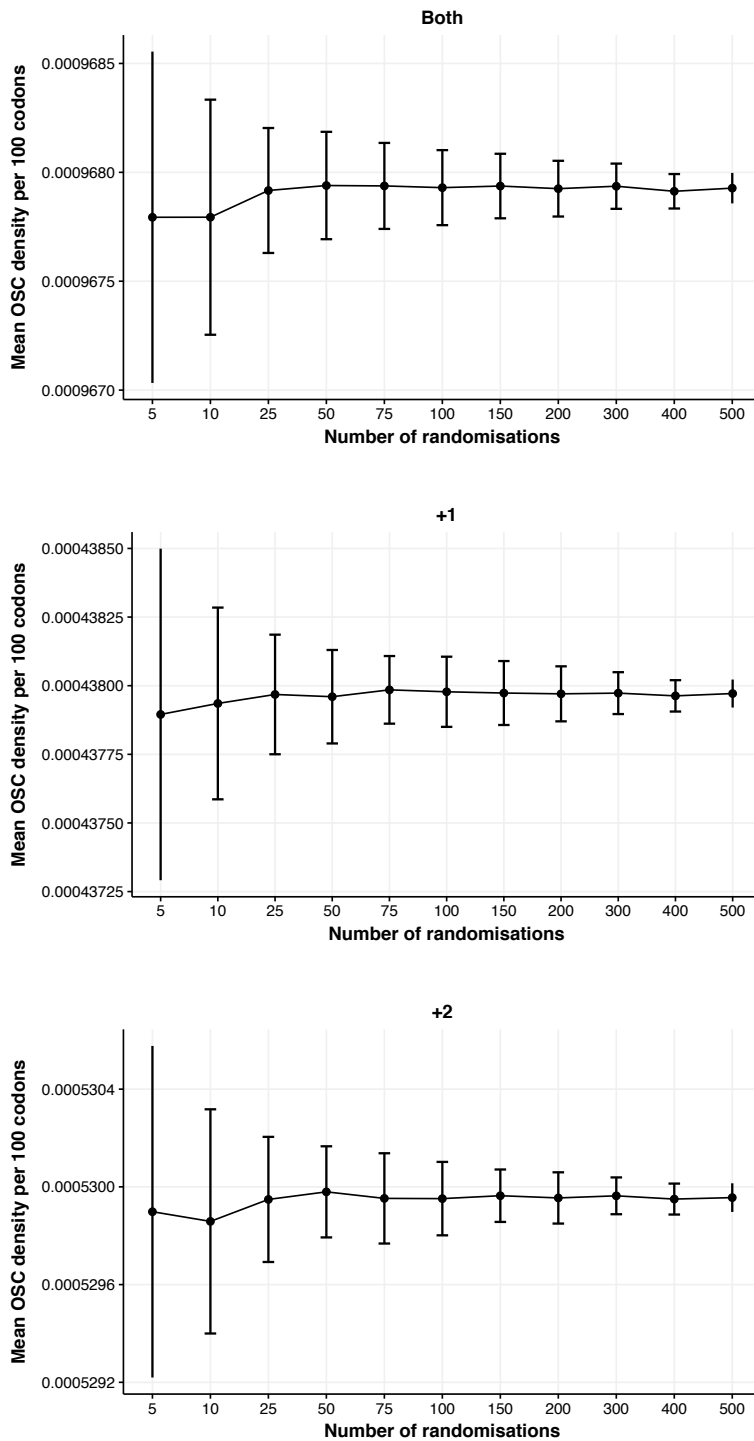 Both
Mean OSC density per 100 codons
0.0009685
0.0009680
0.0009675
0.0009670
5 10 25 50 75 100 150 200 300 400 500
Number of randomisations
+1
Mean OSC density per 100 codons
0.00043850
0.00043825
0.00043800
0.00043775
0.00043750
0.00043725
5 10 25 50 75 100 150 200 300 400 500
Number of randomisations
+2
Mean OSC density per 100 codons
0.0005304
0.0005300
0.0005296
0.0005292
5 10 25 50 75 100 150 200 300 400 500
Number of randomisations